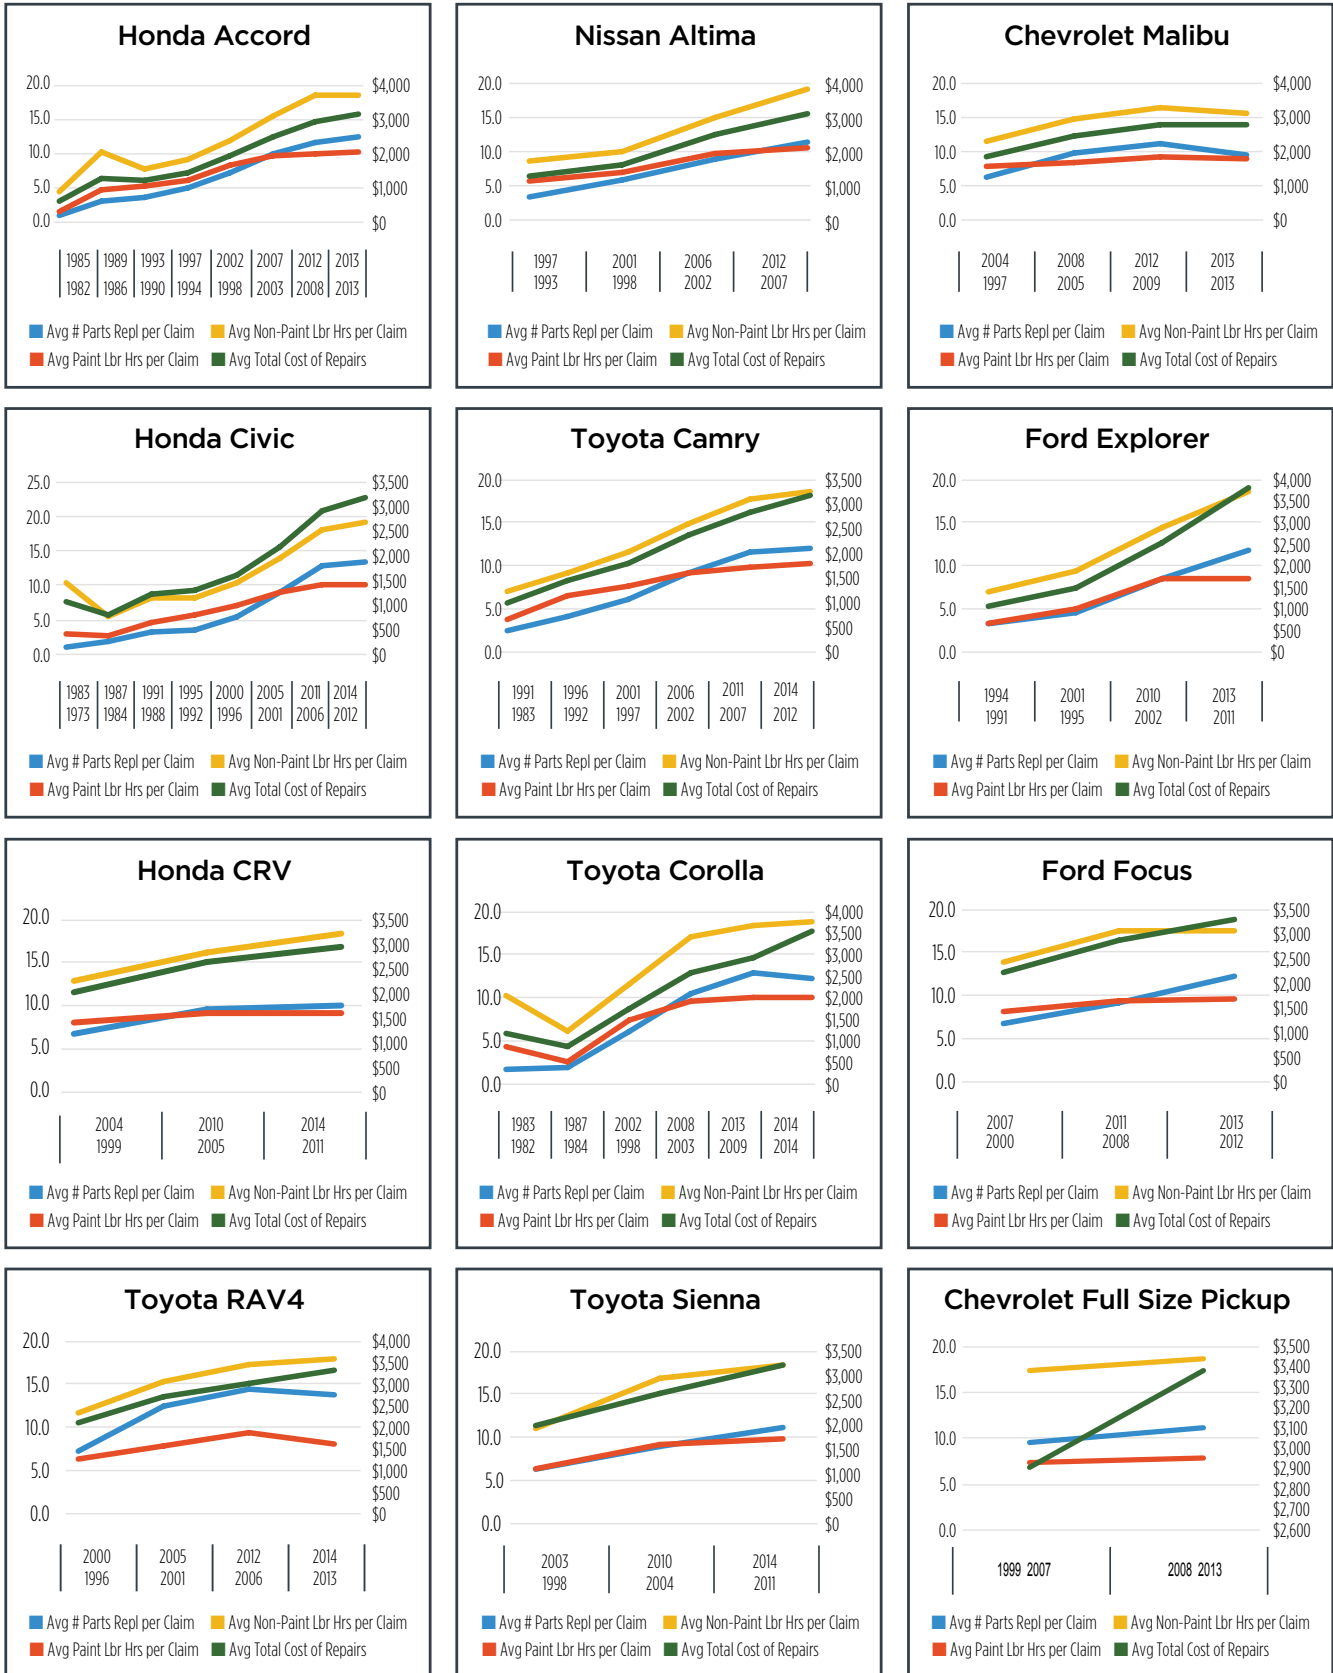 Honda Accord
20.0
15.0
10.0
5.0
0.0
$4,000
$3,000
$2,000
$1,000
$0
1985 1989 1993 1997 2002 2007 2012 2013
1982 1986 1990 1994 1998 2003 2008 2013
Avg # Parts Repl per Claim Avg Non-Paint Lbr Hrs per Claim
Avg Paint Lbr Hrs per Claim Avg Total Cost of Repairs
Nissan Altima
20.0
15.0
10.0
5.0
0.0
$4,000
$3,000
$2,000
$1,000
$0
1997 2001 2006 2012
1993 1998 2002 2007
Avg # Parts Repl per Claim Avg Non-Paint Lbr Hrs per Claim
Avg Paint Lbr Hrs per Claim Avg Total Cost of Repairs
Chevrolet Malibu
20.0
15.0
10.0
5.0
0.0
$4,000
$3,000
$2,000
$1,000
$0
2004 2008 2012 2013
1997 2005 2009 2013
Avg # Parts Repl per Claim Avg Non-Paint Lbr Hrs per Claim
Avg Paint Lbr Hrs per Claim Avg Total Cost of Repairs
Honda Civic
25.0
20.0
15.0
10.0
5.0
0.0
$3,500
$3,000
$2,500
$2,000
$1,500
$1,000
$500
$0
1983 1987 1991 1995 2000 2005 2011 2014
1973 1984 1988 1992 1996 2001 2006 2012
Avg # Parts Repl per Claim Avg Non-Paint Lbr Hrs per Claim
Avg Paint Lbr Hrs per Claim Avg Total Cost of Repairs
Toyota Camry
20.0
15.0
10.0
5.0
0.0
$3,500
$3,000
$2,500
$2,000
$1,500
$1,000
$500
$0
1991 1996 2001 2006 2011 2014
1983 1992 1997 2002 2007 2012
Avg # Parts Repl per Claim Avg Non-Paint Lbr Hrs per Claim
Avg Paint Lbr Hrs per Claim Avg Total Cost of Repairs
Ford Explorer
20.0
15.0
10.0
5.0
0.0
$4,000
$3,500
$3,000
$2,500
$2,000
$1,500
$1,000
$500
$0
1994 2001 2010 2013
1991 1995 2002 2011
Avg # Parts Repl per Claim Avg Non-Paint Lbr Hrs per Claim
Avg Paint Lbr Hrs per Claim Avg Total Cost of Repairs
Honda CRV
20.0
15.0
10.0
5.0
0.0
$3,500
$3,000
$2,500
$2,000
$1,500
$1,000
$500
$0
2004 2010 2014
1999 2005 2011
Avg # Parts Repl per Claim Avg Non-Paint Lbr Hrs per Claim
Avg Paint Lbr Hrs per Claim Avg Total Cost of Repairs
Toyota Corolla
20.0
15.0
10.0
5.0
0.0
$4,000
$3,500
$3,000
$2,500
$2,000
$1,500
$1,000
$500
$0
1983 1987 2002 2008 2013 2014
1982 1984 1998 2003 2009 2014
Avg # Parts Repl per Claim Avg Non-Paint Lbr Hrs per Claim
Avg Paint Lbr Hrs per Claim Avg Total Cost of Repairs
Ford Focus
20.0
15.0
10.0
5.0
0.0
$3,500
$3,000
$2,500
$2,000
$1,500
$1,000
$500
$0
2007 2011 2013
2000 2008 2012
Avg # Parts Repl per Claim Avg Non-Paint Lbr Hrs per Claim
Avg Paint Lbr Hrs per Claim Avg Total Cost of Repairs
Toyota RAV4
20.0
15.0
10.0
5.0
0.0
$4,000
$3,500
$3,000
$2,500
$2,000
$1,500
$1,000
$500
$0
2000 2005 2012 2014
1996 2001 2006 2013
Avg # Parts Repl per Claim Avg Non-Paint Lbr Hrs per Claim
Avg Paint Lbr Hrs per Claim Avg Total Cost of Repairs
Toyota Sienna
20.0
15.0
10.0
5.0
0.0
$3,500
$3,000
$2,500
$2,000
$1,500
$1,000
$500
$0
2003 2010 2014
1998 2004 2011
Avg # Parts Repl per Claim Avg Non-Paint Lbr Hrs per Claim
Avg Paint Lbr Hrs per Claim Avg Total Cost of Repairs
Chevrolet Full Size Pickup
20.0
15.0
10.0
5.0
0.0
$3,500
$3,400
$3,300
$3,200
$3,100
$3,000
$2,900
$2,800
$2,700
$2,600
1999 2007 2008 2013
Avg # Parts Repl per Claim Avg Non-Paint Lbr Hrs per Claim
Avg Paint Lbr Hrs per Claim Avg Total Cost of Repairs